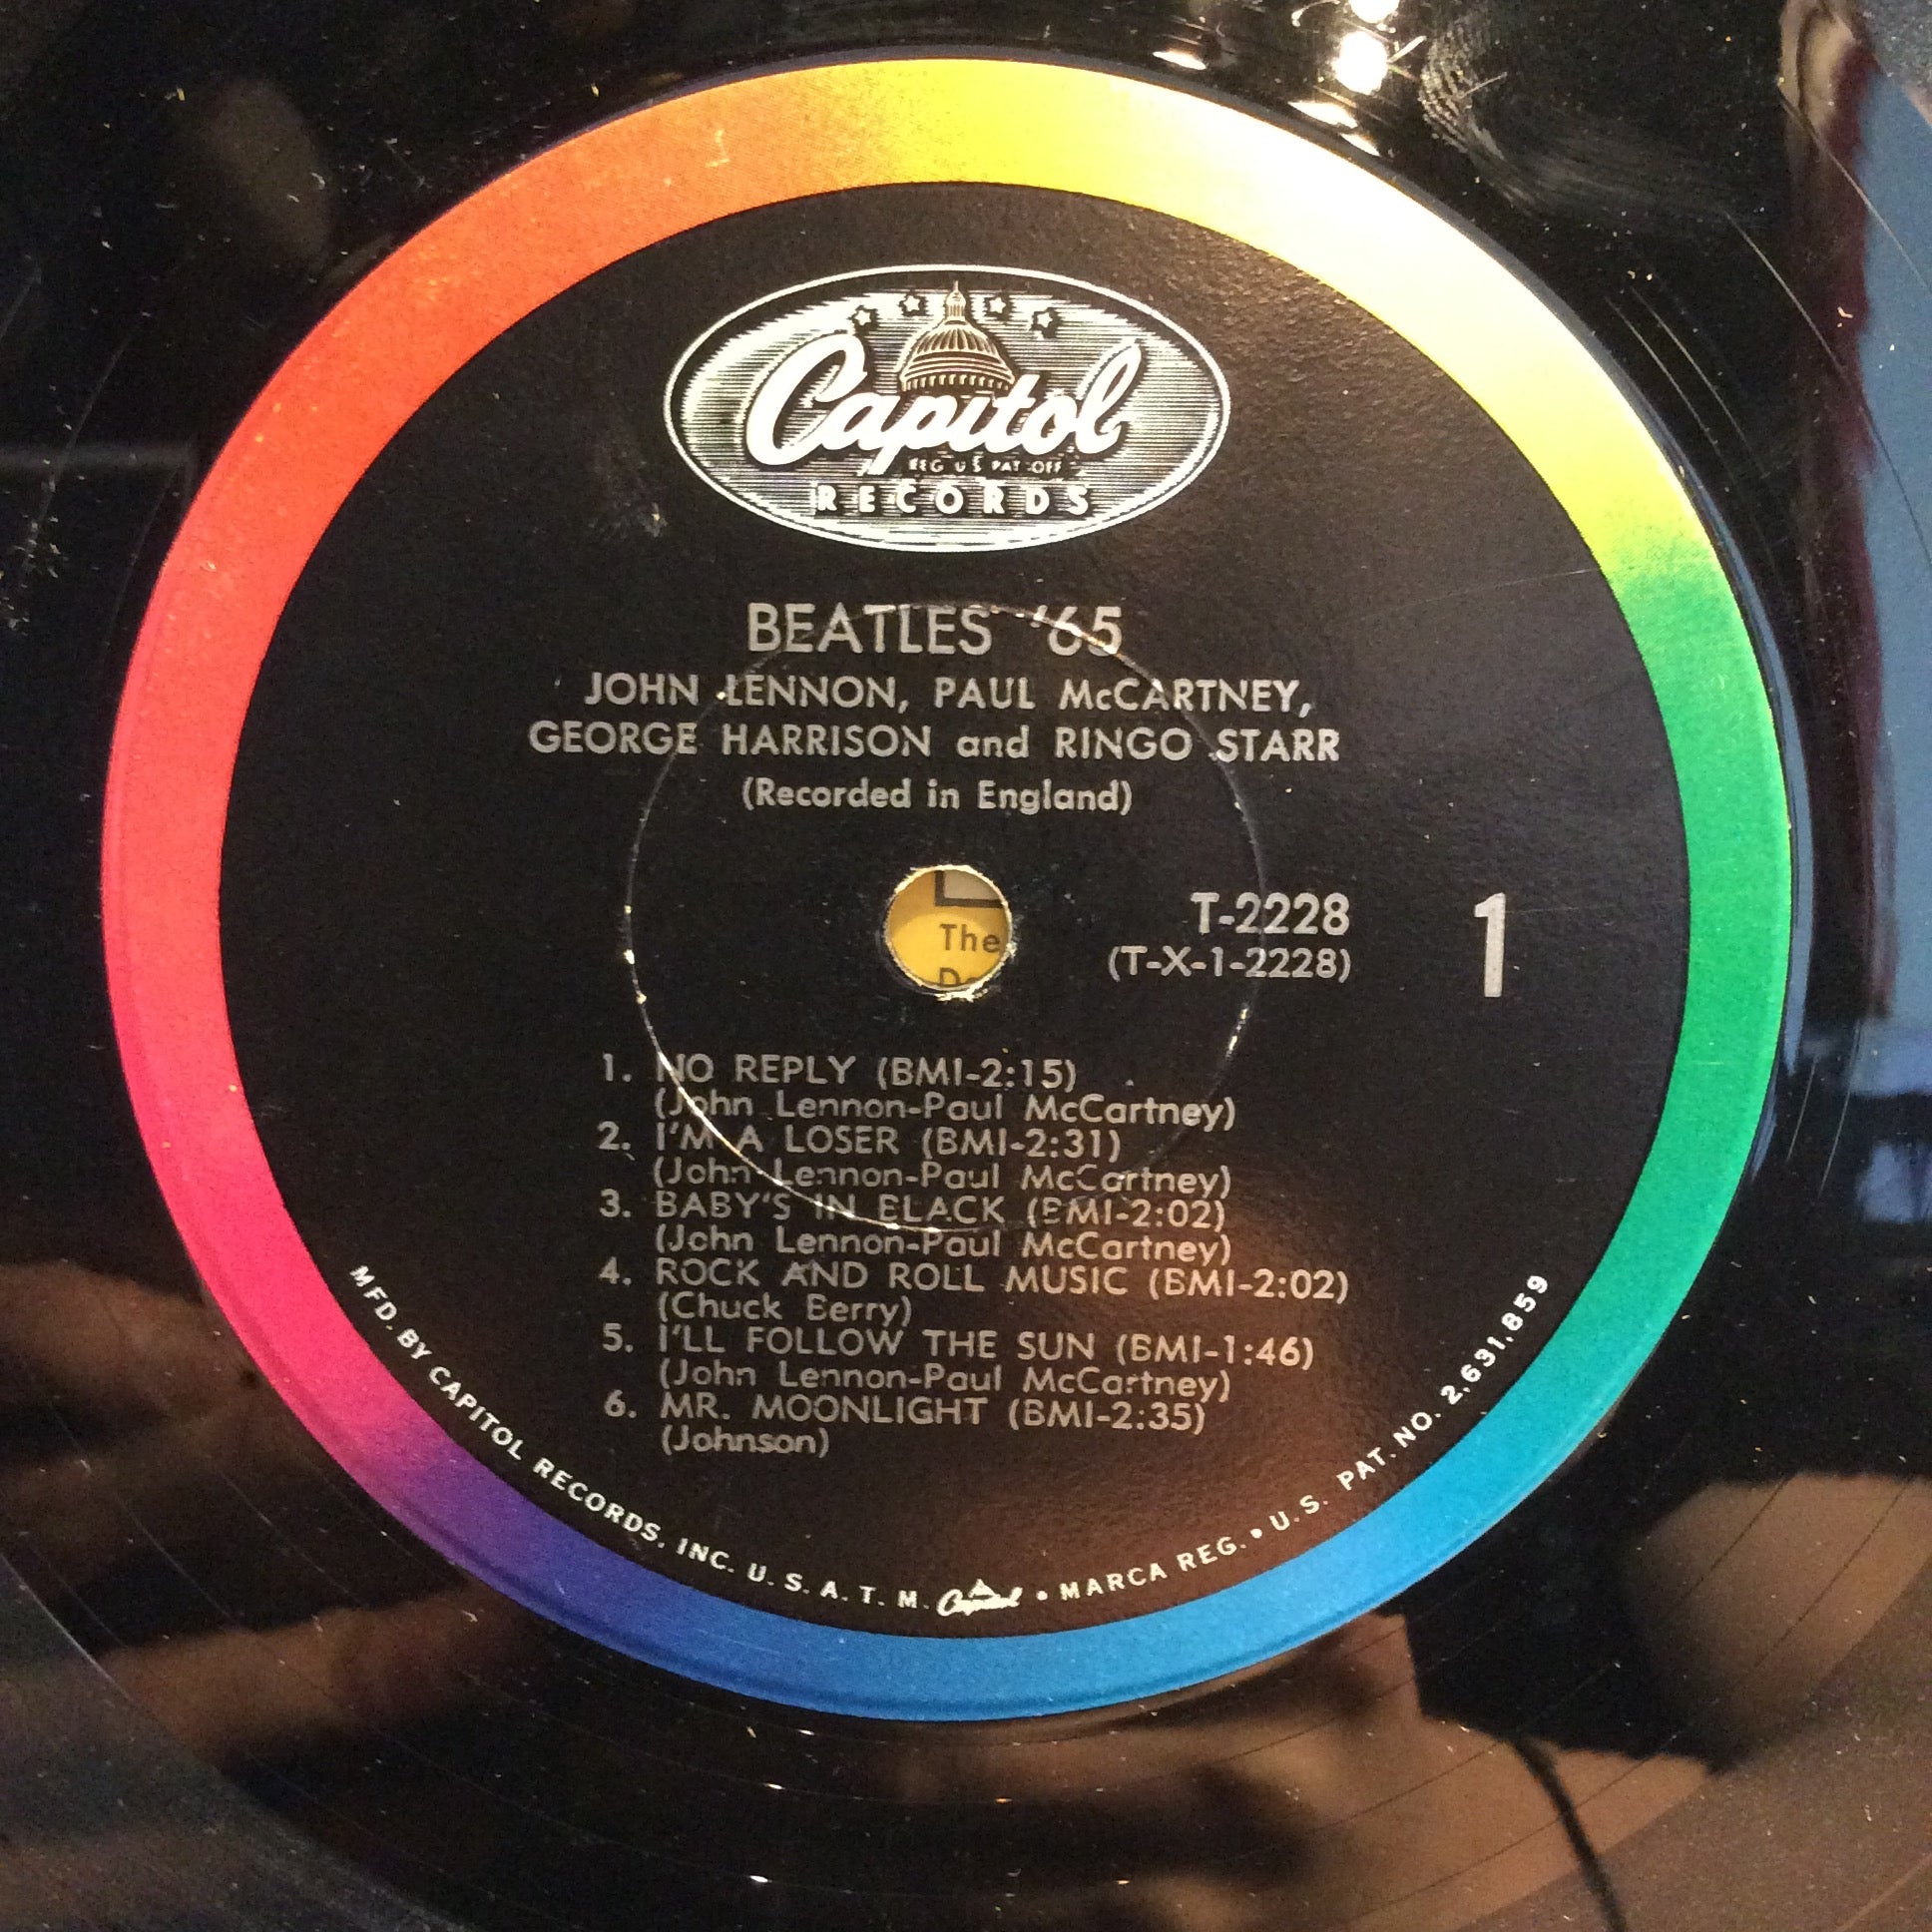 Capitol
REG U S PAT OFF
RECORDS
BEATLES '65
JOHN LENNON, PAUL McCARTNEY,
GEORGE HARRISON and RINGO STARR
(Recorded in England)
T-2228
(T-X-1-2228)
1
The
1. NO REPLY (BMI-2:15)
(John Lennon-Paul McCartney)
2. I'M A LOSER (BMI-2:31)
(John Lennon-Paul McCartney)
3. BABY'S IN BLACK (BMI-2:02)
(John Lennon-Paul McCartney)
4. ROCK AND ROLL MUSIC (BMI-2:02)
(Chuck Berry)
5. I'LL FOLLOW THE SUN (BMI-1:46)
(John Lennon-Paul McCartney)
6. MR. MOONLIGHT (BMI-2:35)
(Johnson)
MFD. BY CAPITOL RECORDS, INC. U. S. A. T. M. Capitol • MARCA REG. • U.S. PAT. NO. 2,631,859